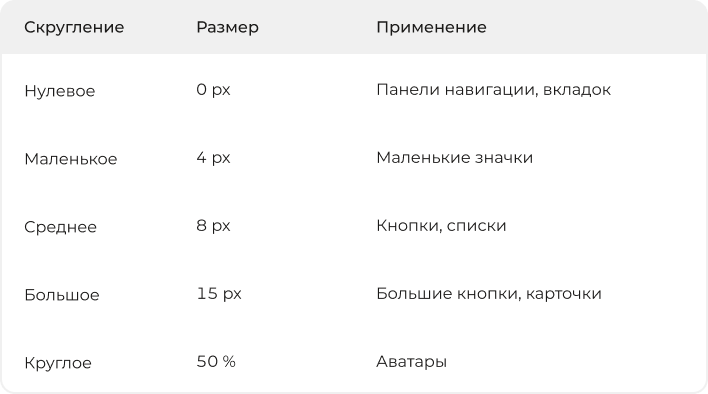 Скругление Размер Применение
Нулевое 0 px Панели навигации, вкладок
Маленькое 4 px Маленькие значки
Среднее 8 px Кнопки, списки
Большое 15 px Большие кнопки, карточки
Круглое 50 % Аватары